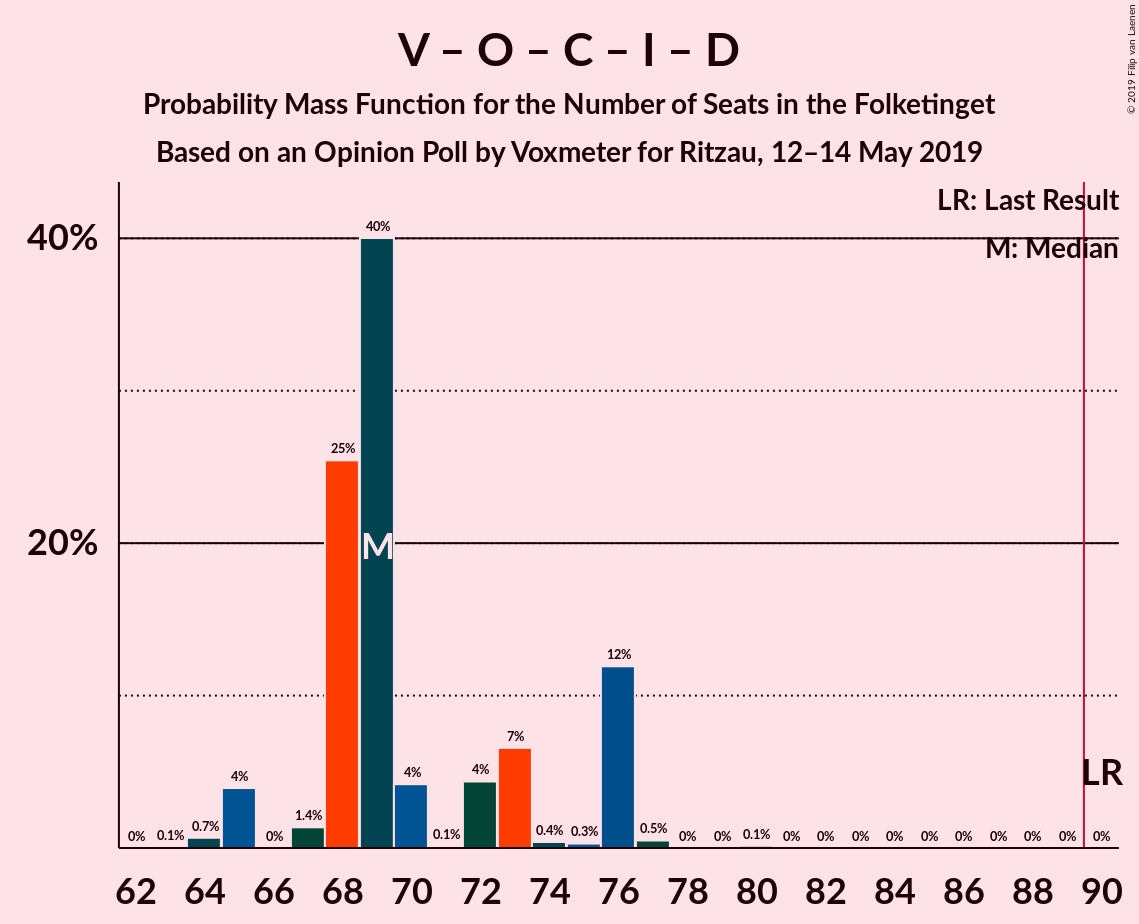 V – O – C – I – D
Probability Mass Function for the Number of Seats in the Folketinget
Based on an Opinion Poll by Voxmeter for Ritzau, 12–14 May 2019
© 2019 Filip van Laenen
LR: Last Result
M: Median
40%
20%
0% 0.1% 0.7% 4% 0% 1.4% 25% 40% 4% 0.1% 4% 7% 0.4% 0.3% 12% 0.5% 0% 0% 0.1% 0% 0% 0% 0% 0% 0% 0% 0% 0% 0%
M
LR
62 64 66 68 70 72 74 76 78 80 82 84 86 88 90